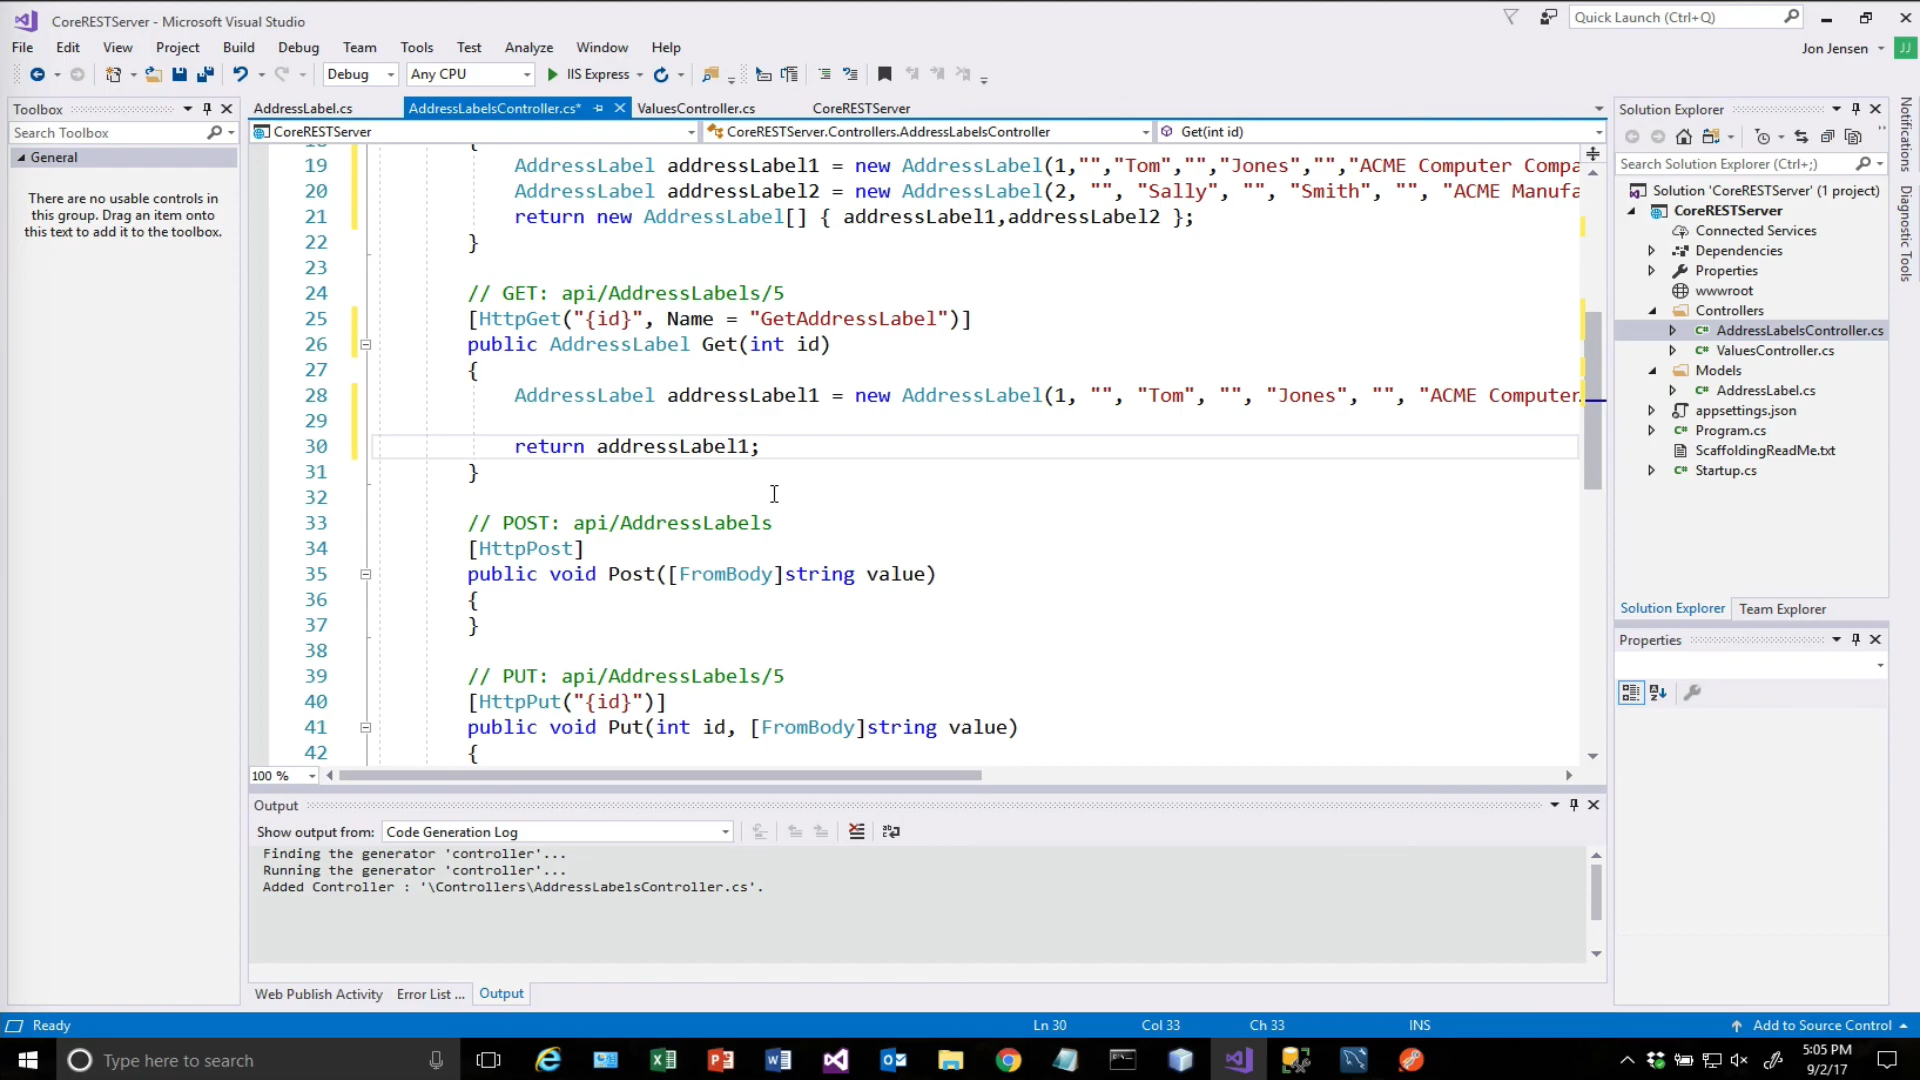 CoreRESTServer - Microsoft Visual Studio
Quick Launch (Ctrl+Q)
File Edit View Project Build Debug Team Tools Test Analyze Window Help
Jon Jensen JJ
Debug Any CPU IIS Express
Toolbox
Search Toolbox
General
There are no usable controls in
this group. Drag an item onto
this text to add it to the toolbox.
AddressLabel.cs AddressLabelsController.cs* ValuesController.cs CoreRESTServer
CoreRESTServer CoreRESTServer.Controllers.AddressLabelsController Get(int id)
{
19 AddressLabel addressLabel1 = new AddressLabel(1,"","Tom","","Jones","","ACME Computer Compa
20 AddressLabel addressLabel2 = new AddressLabel(2, "", "Sally", "", "Smith", "", "ACME Manufa
21 return new AddressLabel[] { addressLabel1,addressLabel2 };
22 }
23
24 // GET: api/AddressLabels/5
25 [HttpGet("{id}", Name = "GetAddressLabel")]
26 public AddressLabel Get(int id)
27 {
28 AddressLabel addressLabel1 = new AddressLabel(1, "", "Tom", "", "Jones", "", "ACME Computer
29
30 return addressLabel1;
31 }
32
33 // POST: api/AddressLabels
34 [HttpPost]
35 public void Post([FromBody]string value)
36 {
37 }
38
39 // PUT: api/AddressLabels/5
40 [HttpPut("{id}")]
41 public void Put(int id, [FromBody]string value)
42 {
100 %
Output
Show output from: Code Generation Log
Finding the generator 'controller'...
Running the generator 'controller'...
Added Controller : '\Controllers\AddressLabelsController.cs'.
Web Publish Activity Error List ... Output
Solution Explorer
Search Solution Explorer (Ctrl+;)
Solution 'CoreRESTServer' (1 project)
CoreRESTServer
Connected Services
Dependencies
Properties
wwwroot
Controllers
C# AddressLabelsController.cs
C# ValuesController.cs
Models
C# AddressLabel.cs
appsettings.json
C# Program.cs
ScaffoldingReadMe.txt
C# Startup.cs
Solution Explorer Team Explorer
Properties
Notifications
Diagnostic Tools
Ready Ln 30 Col 33 Ch 33 INS Add to Source Control
Type here to search
5:05 PM
9/2/17